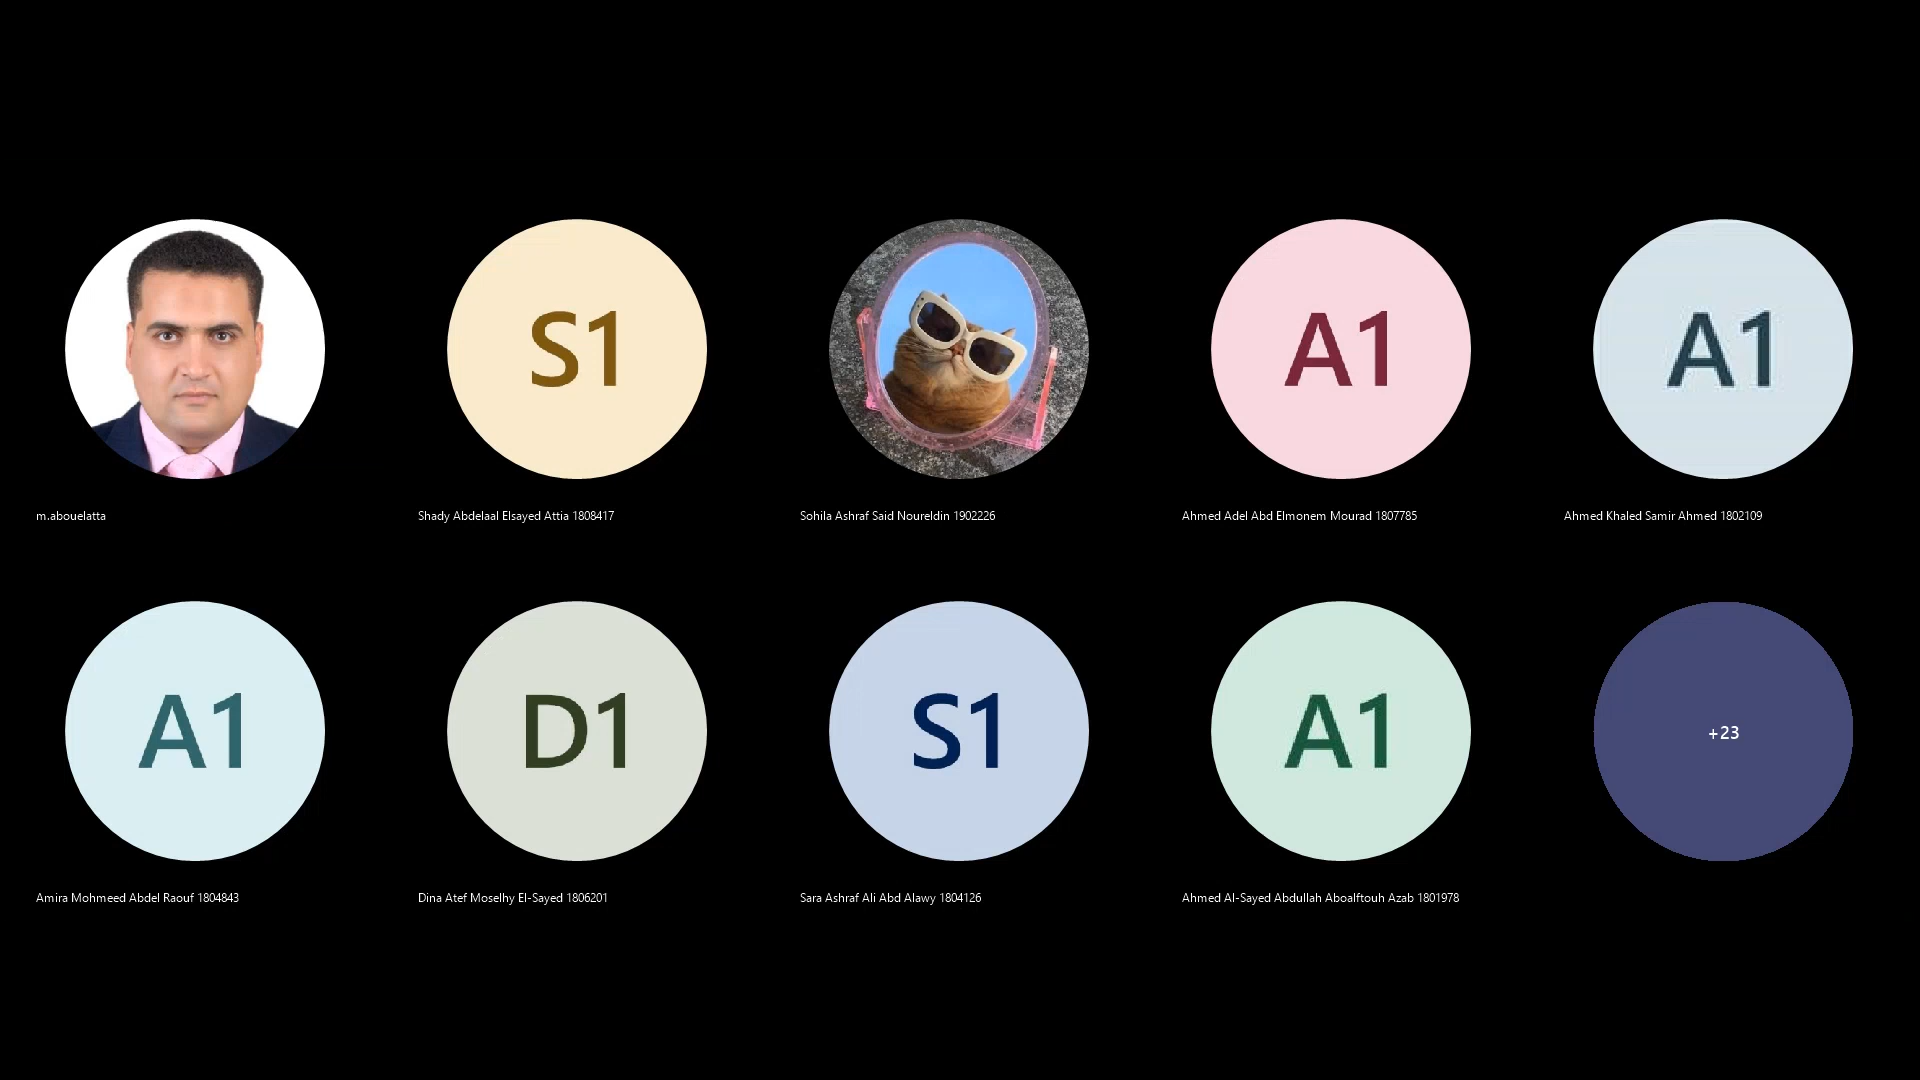 S1
A1
A1
m.abouelatta
Shady Abdelaal Elsayed Attia 1808417
Sohila Ashraf Said Noureldin 1902226
Ahmed Adel Abd Elmonem Mourad 1807785
Ahmed Khaled Samir Ahmed 1802109
A1
D1
S1
A1
+23
Amira Mohmeed Abdel Raouf 1804843
Dina Atef Moselhy El-Sayed 1806201
Sara Ashraf Ali Abd Alawy 1804126
Ahmed Al-Sayed Abdullah Aboalftouh Azab 1801978